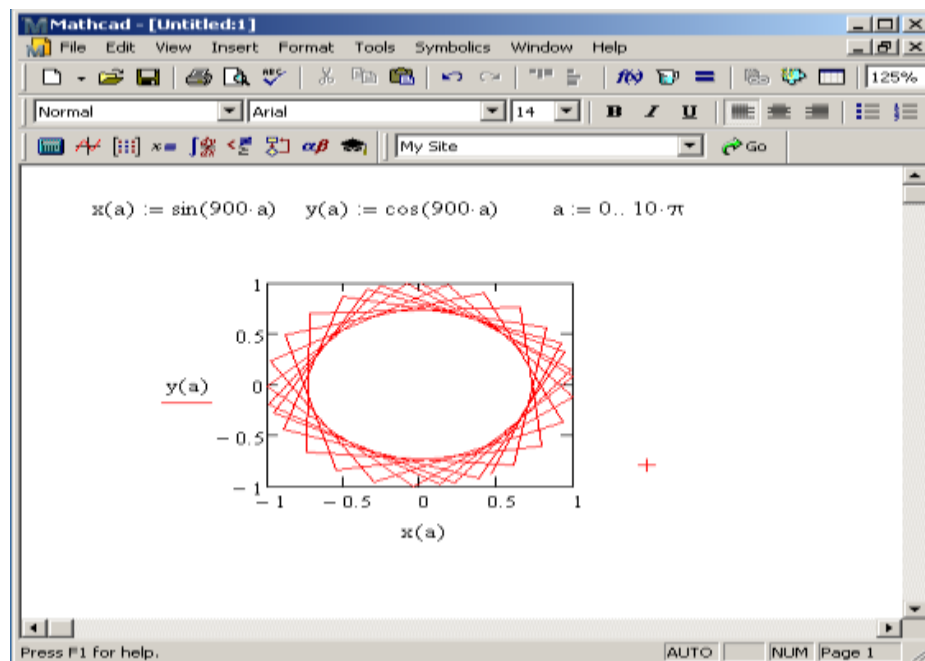 Mathcad - [Untitled:1]
File Edit View Insert Format Tools Symbolics Window Help
ABC f(x) = 125%
Normal Arial 14 B I U
x= αβ My Site Go
x(a) := sin(900·a) y(a) := cos(900·a) a := 0.. 10·π
1
0.5
y(a) 0
− 0.5
− 1
− 1 − 0.5 0 0.5 1
x(a)
Press F1 for help. AUTO NUM Page 1